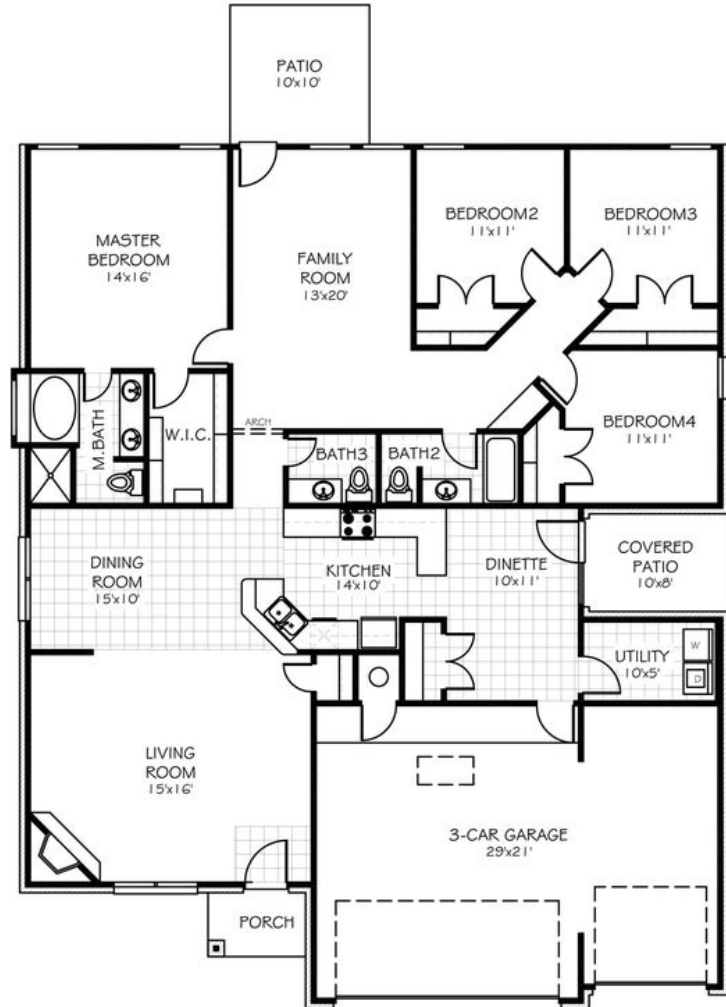 PATIO
10'x10'
MASTER
BEDROOM
14'x16'
FAMILY
ROOM
13'x20'
BEDROOM2
11'x11'
BEDROOM3
11'x11'
BEDROOM4
11'x11'
M.BATH
W.I.C.
ARCH
BATH3
BATH2
DINING
ROOM
15'x10'
KITCHEN
14'x10'
DINETTE
10'x11'
COVERED
PATIO
10'x8'
UTILITY
10'x5'
W
D
LIVING
ROOM
15'x16'
3-CAR GARAGE
29'x21'
PORCH